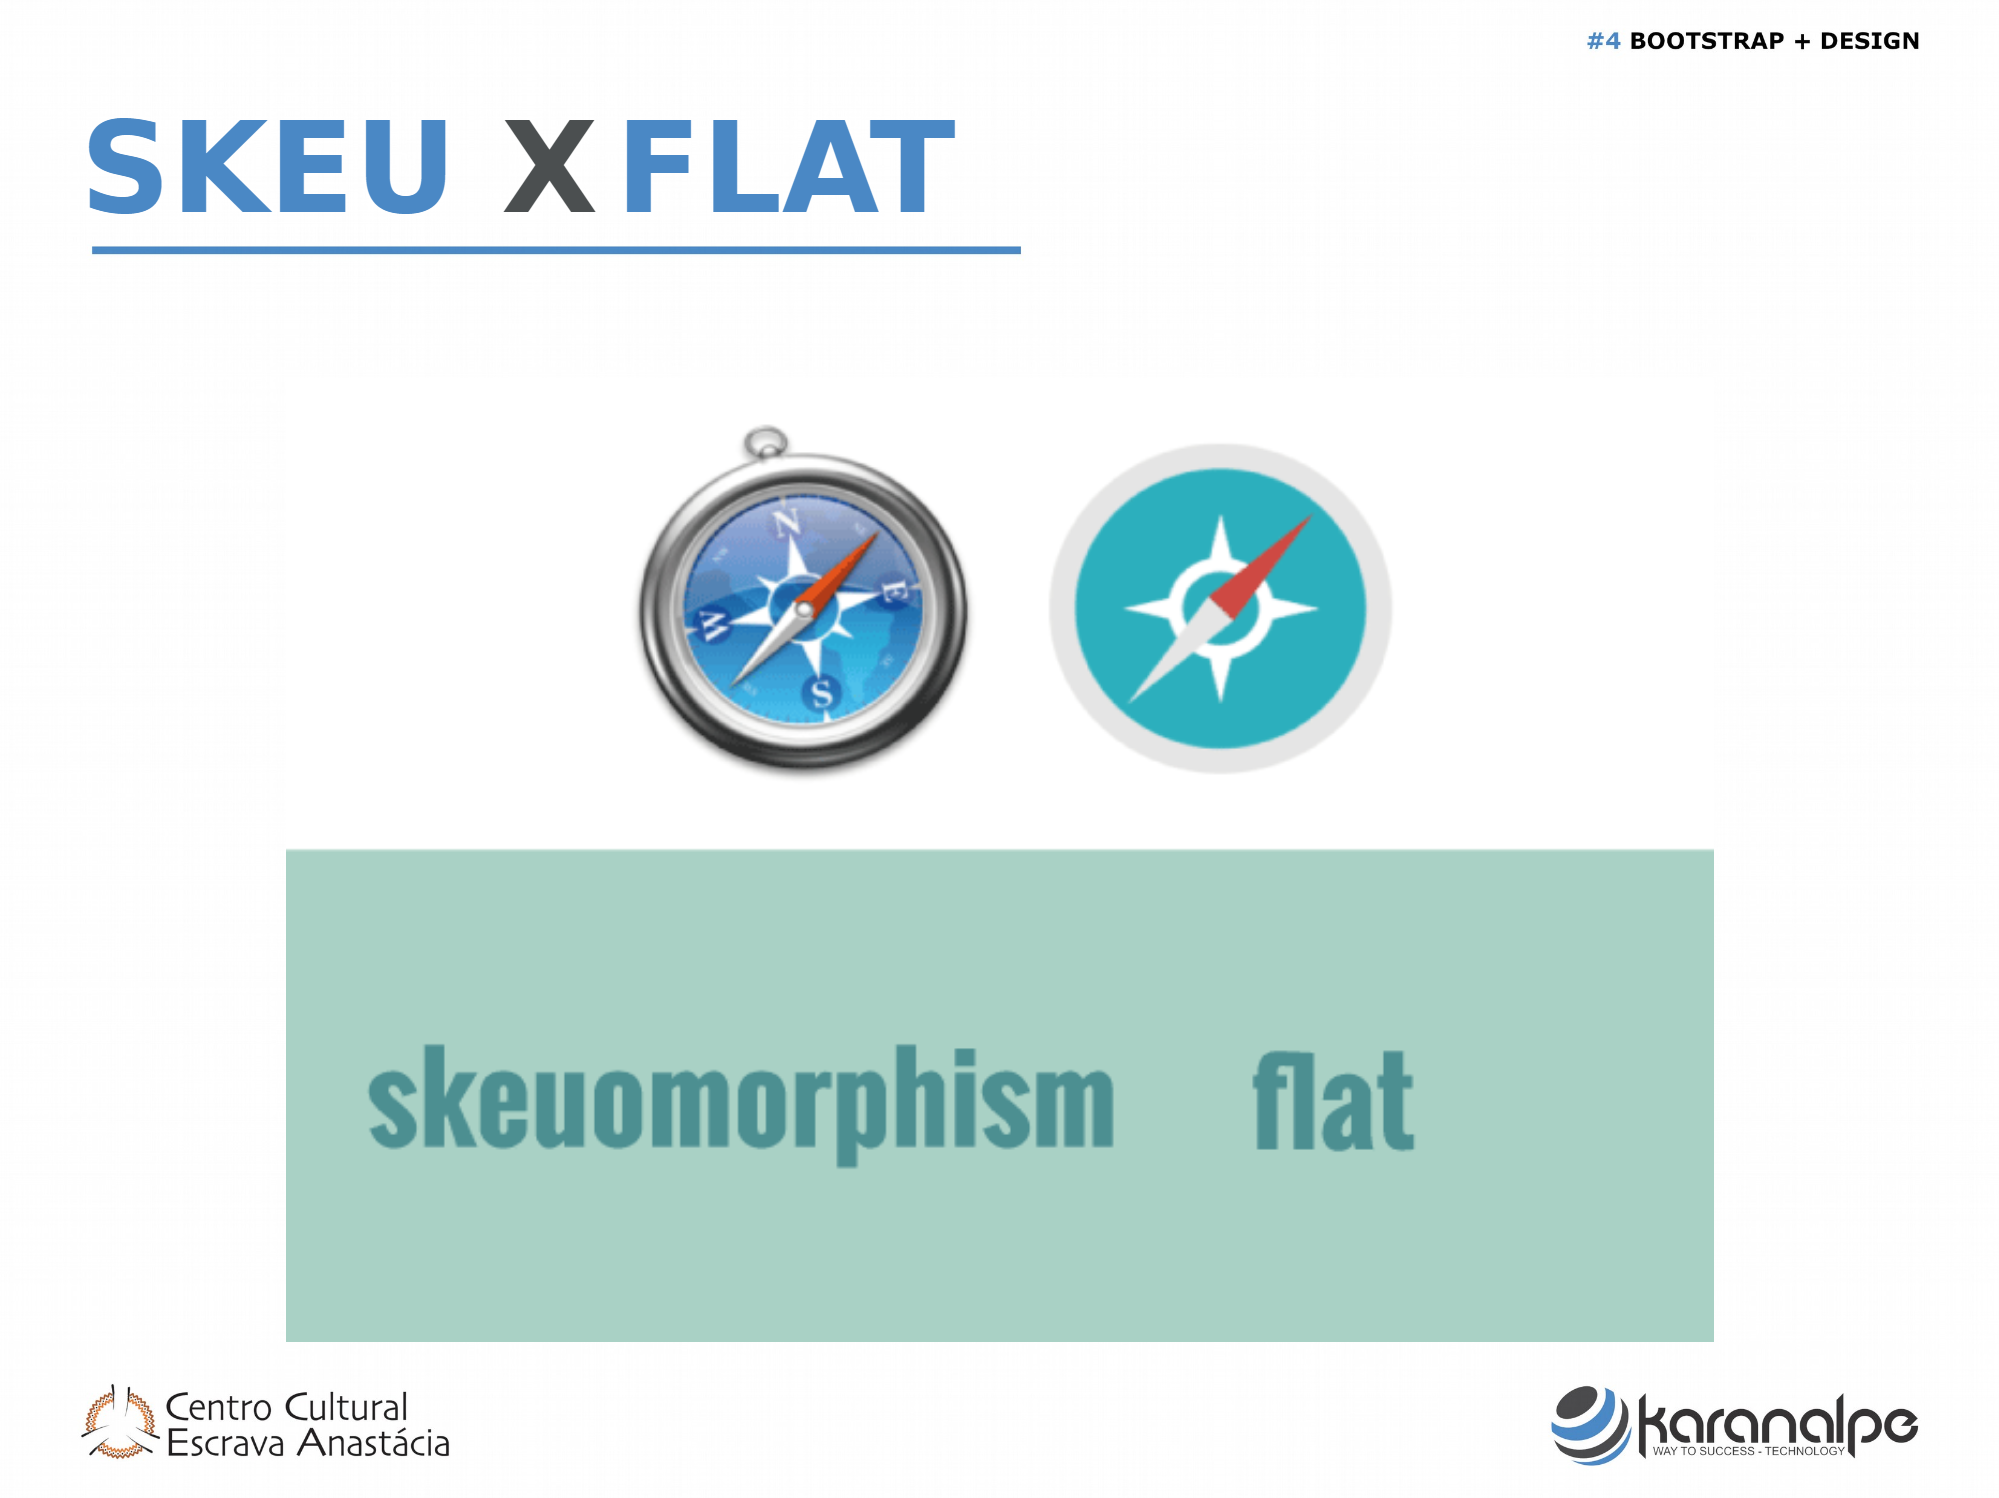 #4 BOOTSTRAP + DESIGN
SKEU X FLAT
N
E
W
S
skeuomorphism flat
Centro Cultural
Escrava Anastácia
karanalpe
WAY TO SUCCESS - TECHNOLOGY